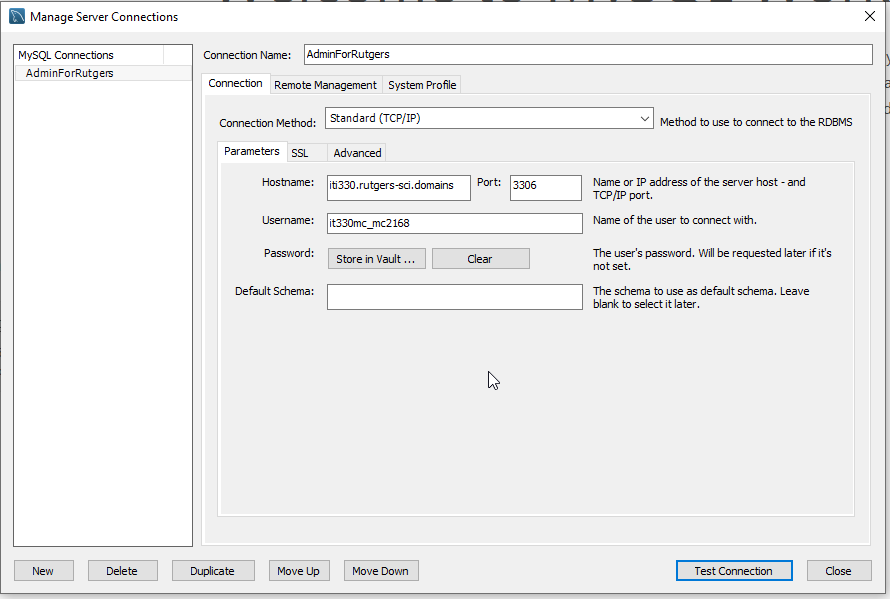 Manage Server Connections
MySQL Connections
AdminForRutgers
Connection Name: AdminForRutgers
Connection Remote Management System Profile
Connection Method: Standard (TCP/IP) Method to use to connect to the RDBMS
Parameters SSL Advanced
Hostname: iti330.rutgers-sci.domains Port: 3306 Name or IP address of the server host - and
TCP/IP port.
Username: it330mc_mc2168 Name of the user to connect with.
Password: Store in Vault ... Clear The user's password. Will be requested later if it's
not set.
Default Schema: The schema to use as default schema. Leave
blank to select it later.
New Delete Duplicate Move Up Move Down Test Connection Close